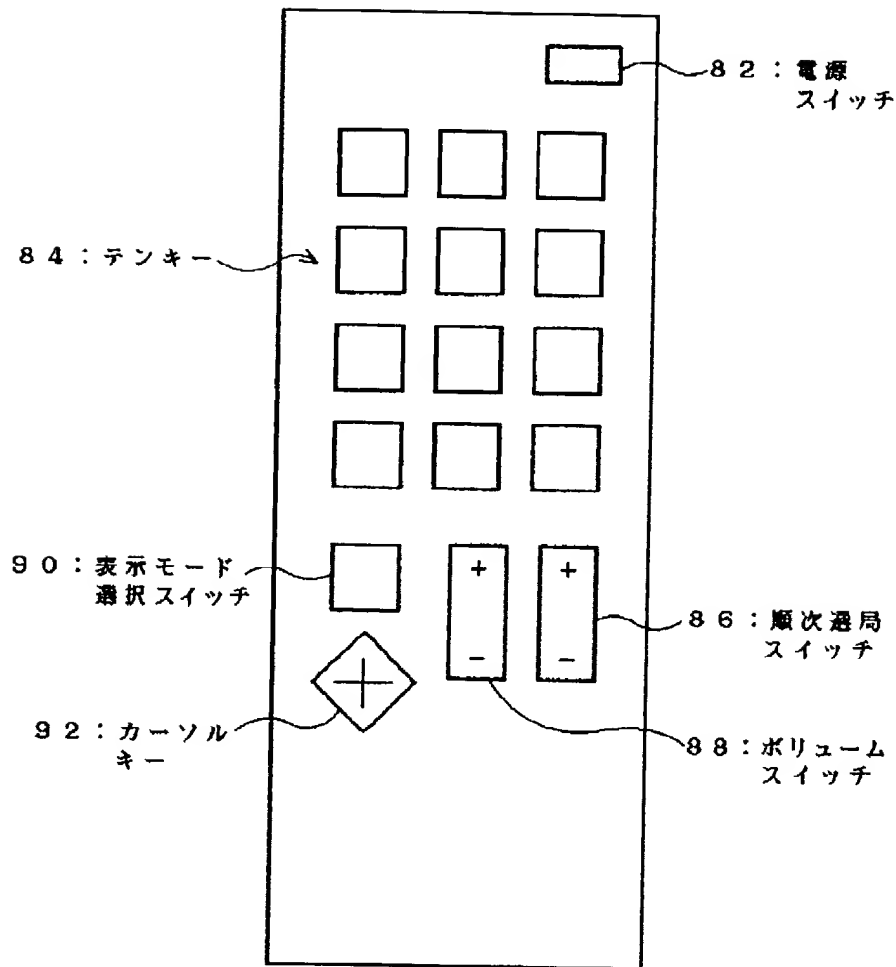 82：電源
スイッチ
84：テンキー
90：表示モード
選択スイッチ
+ +
- -
86：順次選局
スイッチ
92：カーソル
キー
88：ボリューム
スイッチ